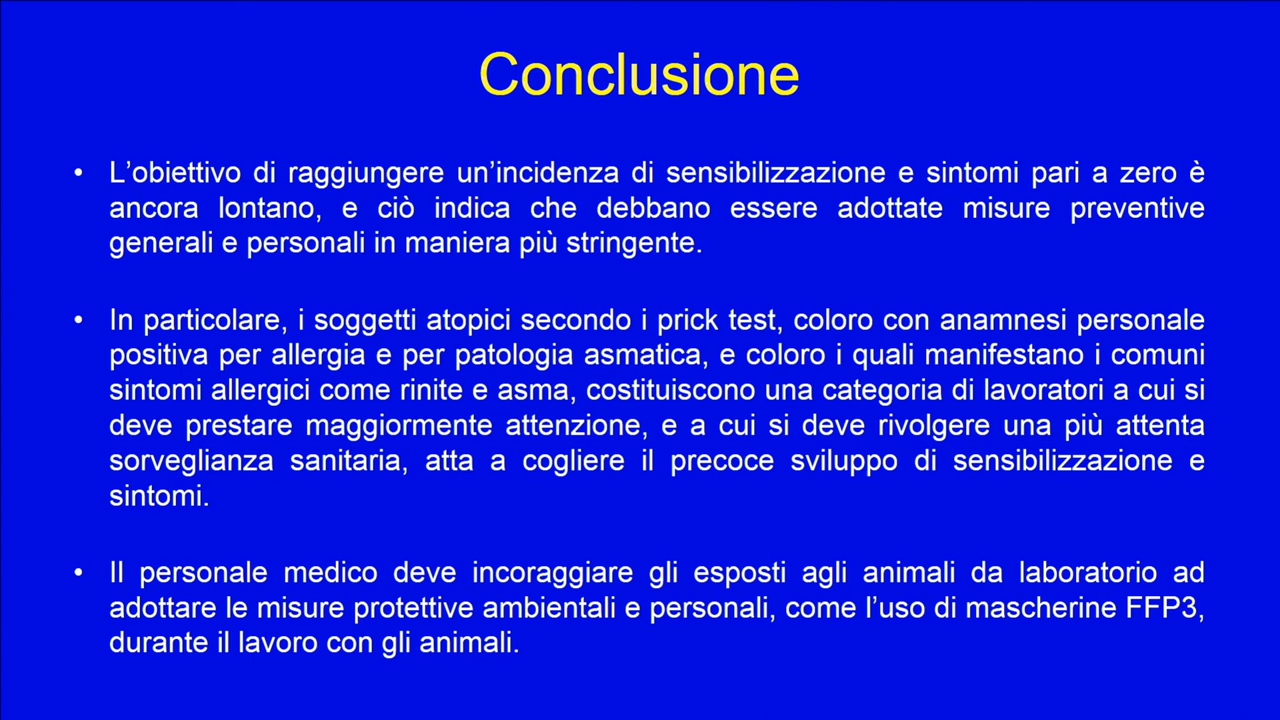 Conclusione
• L’obiettivo di raggiungere un’incidenza di sensibilizzazione e sintomi pari a zero è
ancora lontano, e ciò indica che debbano essere adottate misure preventive
generali e personali in maniera più stringente.
• In particolare, i soggetti atopici secondo i prick test, coloro con anamnesi personale
positiva per allergia e per patologia asmatica, e coloro i quali manifestano i comuni
sintomi allergici come rinite e asma, costituiscono una categoria di lavoratori a cui si
deve prestare maggiormente attenzione, e a cui si deve rivolgere una più attenta
sorveglianza sanitaria, atta a cogliere il precoce sviluppo di sensibilizzazione e
sintomi.
• Il personale medico deve incoraggiare gli esposti agli animali da laboratorio ad
adottare le misure protettive ambientali e personali, come l’uso di mascherine FFP3,
durante il lavoro con gli animali.